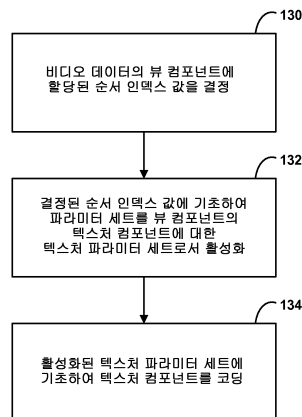 130
비디오 데이터의 뷰 컴포넌트에
할당된 순서 인덱스 값을 결정
132
결정된 순서 인덱스 값에 기초하여
파라미터 세트를 뷰 컴포넌트의
텍스처 컴포넌트에 대한
텍스처 파라미터 세트로서 활성화
134
활성화된 텍스처 파라미터 세트에
기초하여 텍스처 컴포넌트를 코딩